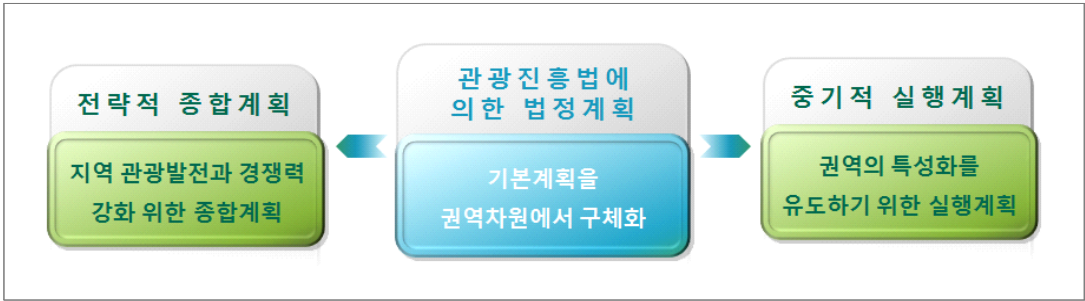 전략적 종합계획
지역 관광발전과 경쟁력
강화 위한 종합계획
관광진흥법에
의한 법정계획
기본계획을
권역차원에서 구체화
중기적 실행계획
권역의 특성화를
유도하기 위한 실행계획